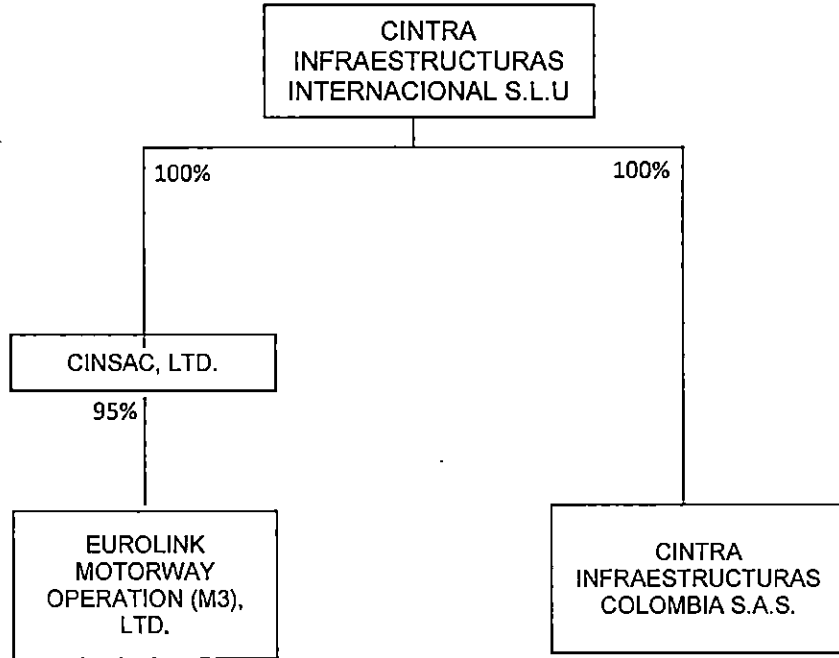 CINTRA
INFRAESTRUCTURAS
INTERNACIONAL S.L.U
100%
100%
CINSAC, LTD.
95%
EUROLINK
MOTORWAY
OPERATION (M3),
LTD.
CINTRA
INFRAESTRUCTURAS
COLOMBIA S.A.S.